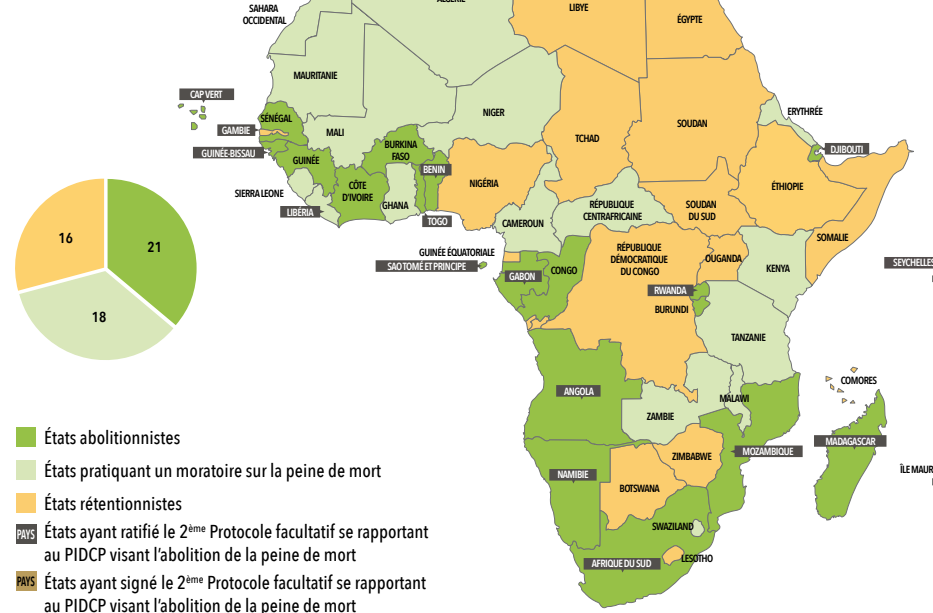 SAHARA
OCCIDENTAL
LIBYE
ÉGYPTE
MAURITANIE
CAP VERT
SÉNÉGAL
GAMBIE
GUINÉE-BISSAU
MALI
NIGER
TCHAD
SOUDAN
ERYTHRÉE
DJIBOUTI
GUINÉE
BURKINA
FASO
BENIN
NIGÉRIA
ÉTHIOPIE
SIERRA LEONE
LIBÉRIA
CÔTE
D'IVOIRE
GHANA
TOGO
CAMEROUN
RÉPUBLIQUE
CENTRAFRICAINE
SOUDAN
DU SUD
SOMALIE
GUINÉE ÉQUATORIALE
SAO TOMÉ ET PRINCIPE
GABON
CONGO
RÉPUBLIQUE
DÉMOCRATIQUE
DU CONGO
OUGANDA
KENYA
SEYCHELLES
RWANDA
BURUNDI
TANZANIE
16
21
18
ANGOLA
ZAMBIE
MALAWI
COMORES
MOZAMBIQUE
MADAGASCAR
ZIMBABWE
NAMIBIE
BOTSWANA
ÎLE MAUR
SWAZILAND
AFRIQUE DU SUD
LESOTHO
États abolitionnistes
États pratiquant un moratoire sur la peine de mort
États rétentionnistes
PAYS États ayant ratifié le 2ème Protocole facultatif se rapportant
au PIDCP visant l'abolition de la peine de mort
PAYS États ayant signé le 2ème Protocole facultatif se rapportant
au PIDCP visant l'abolition de la peine de mort